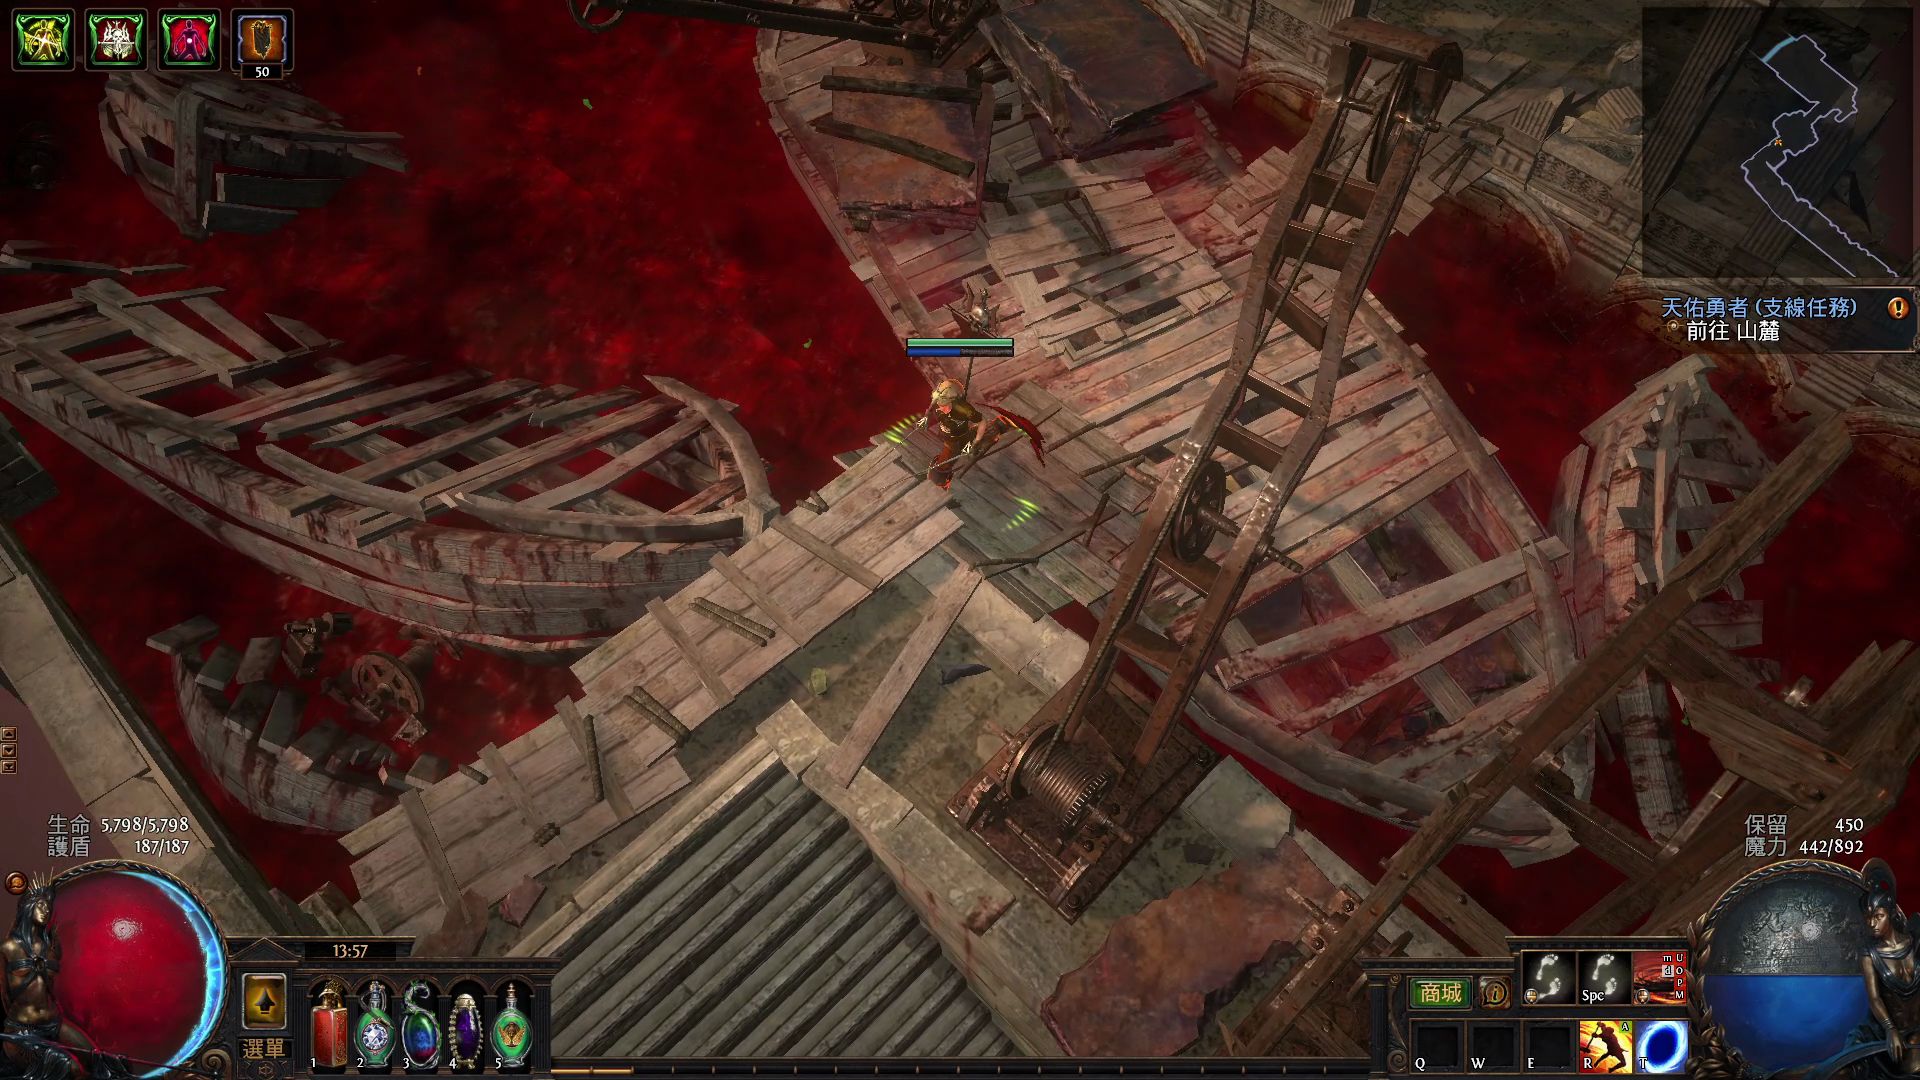 50
天佑勇者 (支線任務)
前往 山麓
生命 5,798/5,798
護盾 187/187
保留 450
魔力 442/892
13:57
選單
1 2 3 4 5
商城
Spc
m U
d O
P
M
Q W E R A T